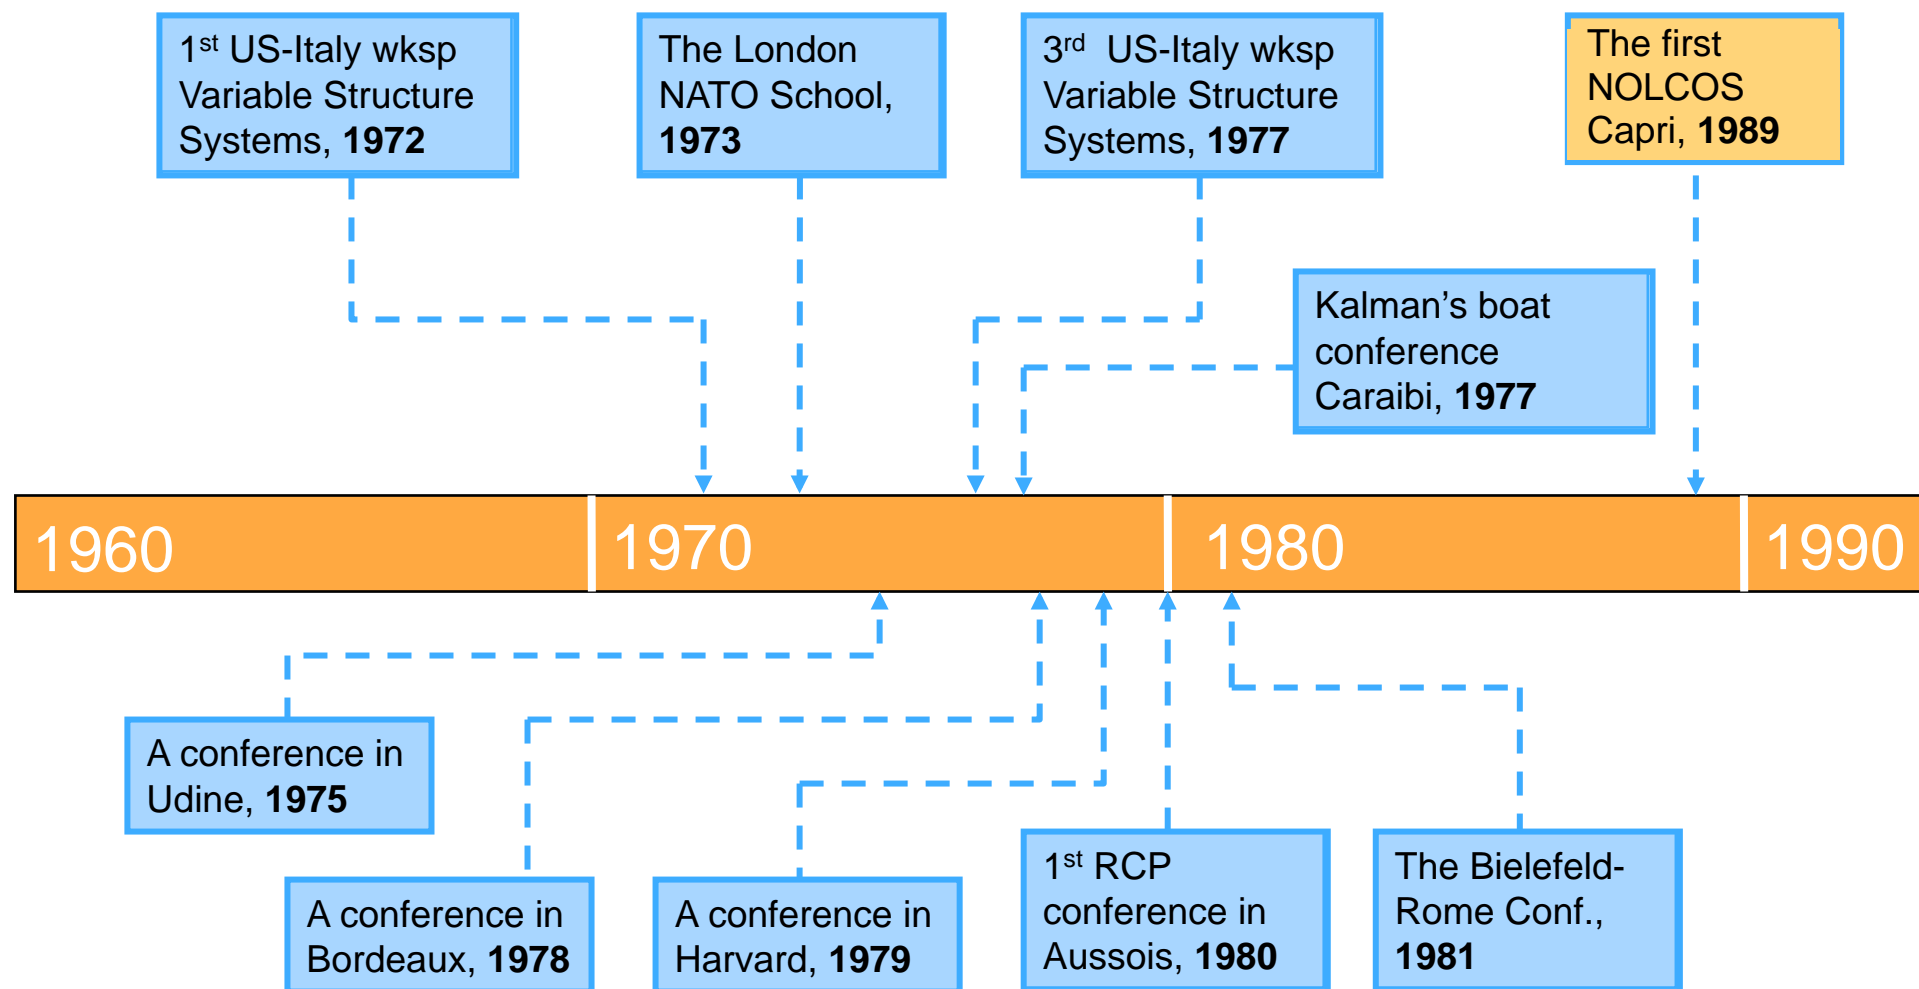 1st US-Italy wksp
Variable Structure
Systems, 1972
The London
NATO School,
1973
3rd US-Italy wksp
Variable Structure
Systems, 1977
The first
NOLCOS
Capri, 1989
Kalman’s boat
conference
Caraibi, 1977
1960
1970
1980
1990
A conference in
Udine, 1975
A conference in
Bordeaux, 1978
A conference in
Harvard, 1979
1st RCP
conference in
Aussois, 1980
The Bielefeld-
Rome Conf.,
1981